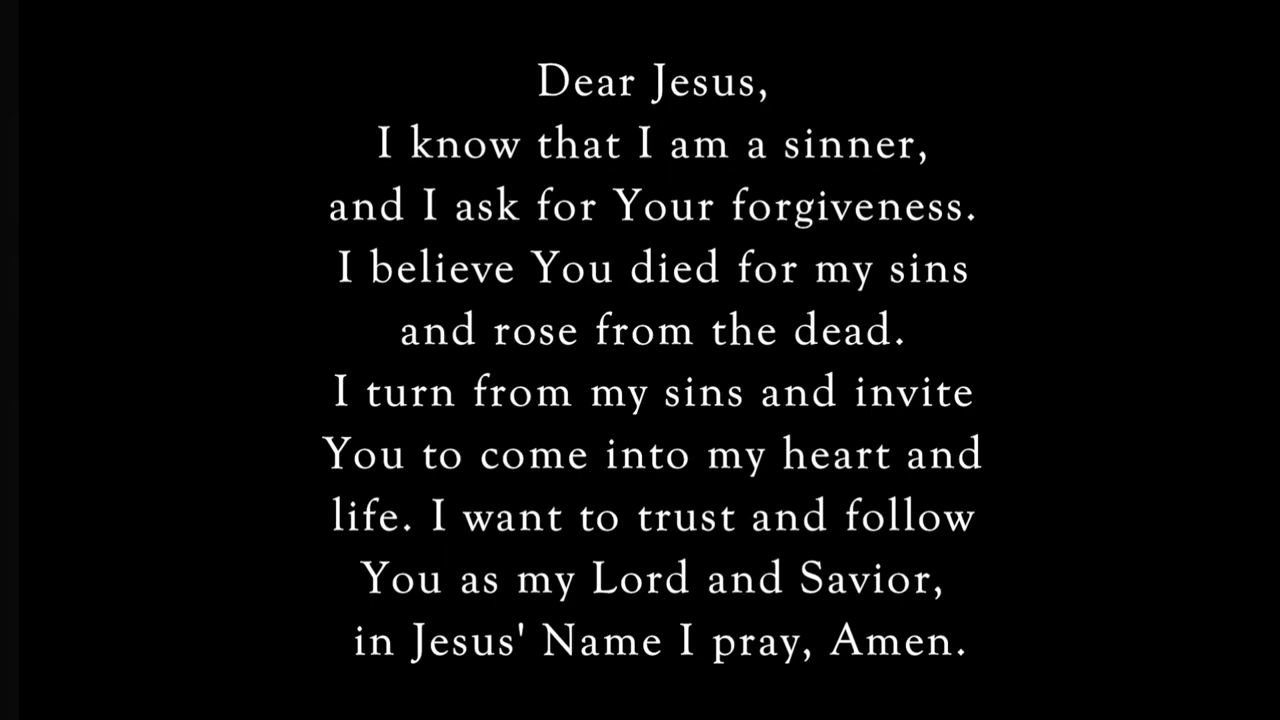 Dear Jesus,
I know that I am a sinner,
and I ask for Your forgiveness.
I believe You died for my sins
and rose from the dead.
I turn from my sins and invite
You to come into my heart and
life. I want to trust and follow
You as my Lord and Savior,
in Jesus' Name I pray, Amen.